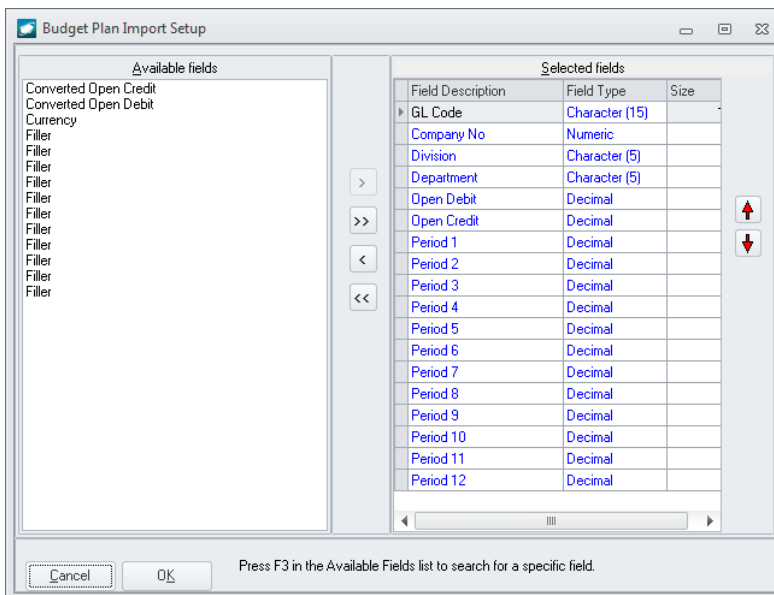 Budget Plan Import Setup
Available fields
Converted Open Credit
Converted Open Debit
Currency
Filler
Filler
Filler
Filler
Filler
Filler
Filler
Filler
Filler
Filler
Filler
>
>>
<
<<
Selected fields
Field Description Field Type Size
GL Code Character (15)
Company No Numeric
Division Character (5)
Department Character (5)
Open Debit Decimal
Open Credit Decimal
Period 1 Decimal
Period 2 Decimal
Period 3 Decimal
Period 4 Decimal
Period 5 Decimal
Period 6 Decimal
Period 7 Decimal
Period 8 Decimal
Period 9 Decimal
Period 10 Decimal
Period 11 Decimal
Period 12 Decimal
Cancel OK Press F3 in the Available Fields list to search for a specific field.